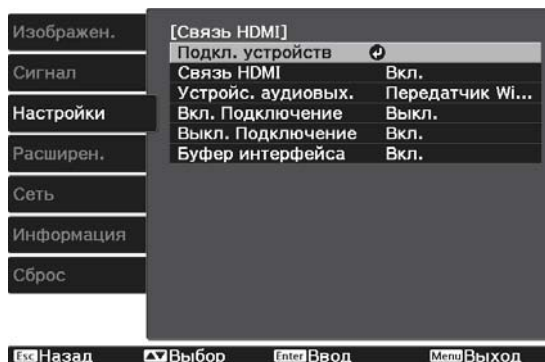 Изображен.
Сигнал
Настройки
Расширен.
Сеть
Информация
Сброс
[Связь HDMI]
Подкл. устройств
Связь HDMI Вкл.
Устройс. аудиовых. Передатчик Wi...
Вкл. Подключение Выкл.
Выкл. Подключение Вкл.
Буфер интерфейса Вкл.
Esc Назад Выбор Enter Ввод Menu Выход